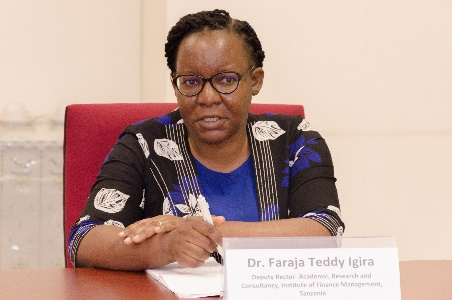 Dr. Faraja Teddy Igira
Deputy Rector- Academic, Research and
Consultancy, Institute of Finance Management,
Tanzania